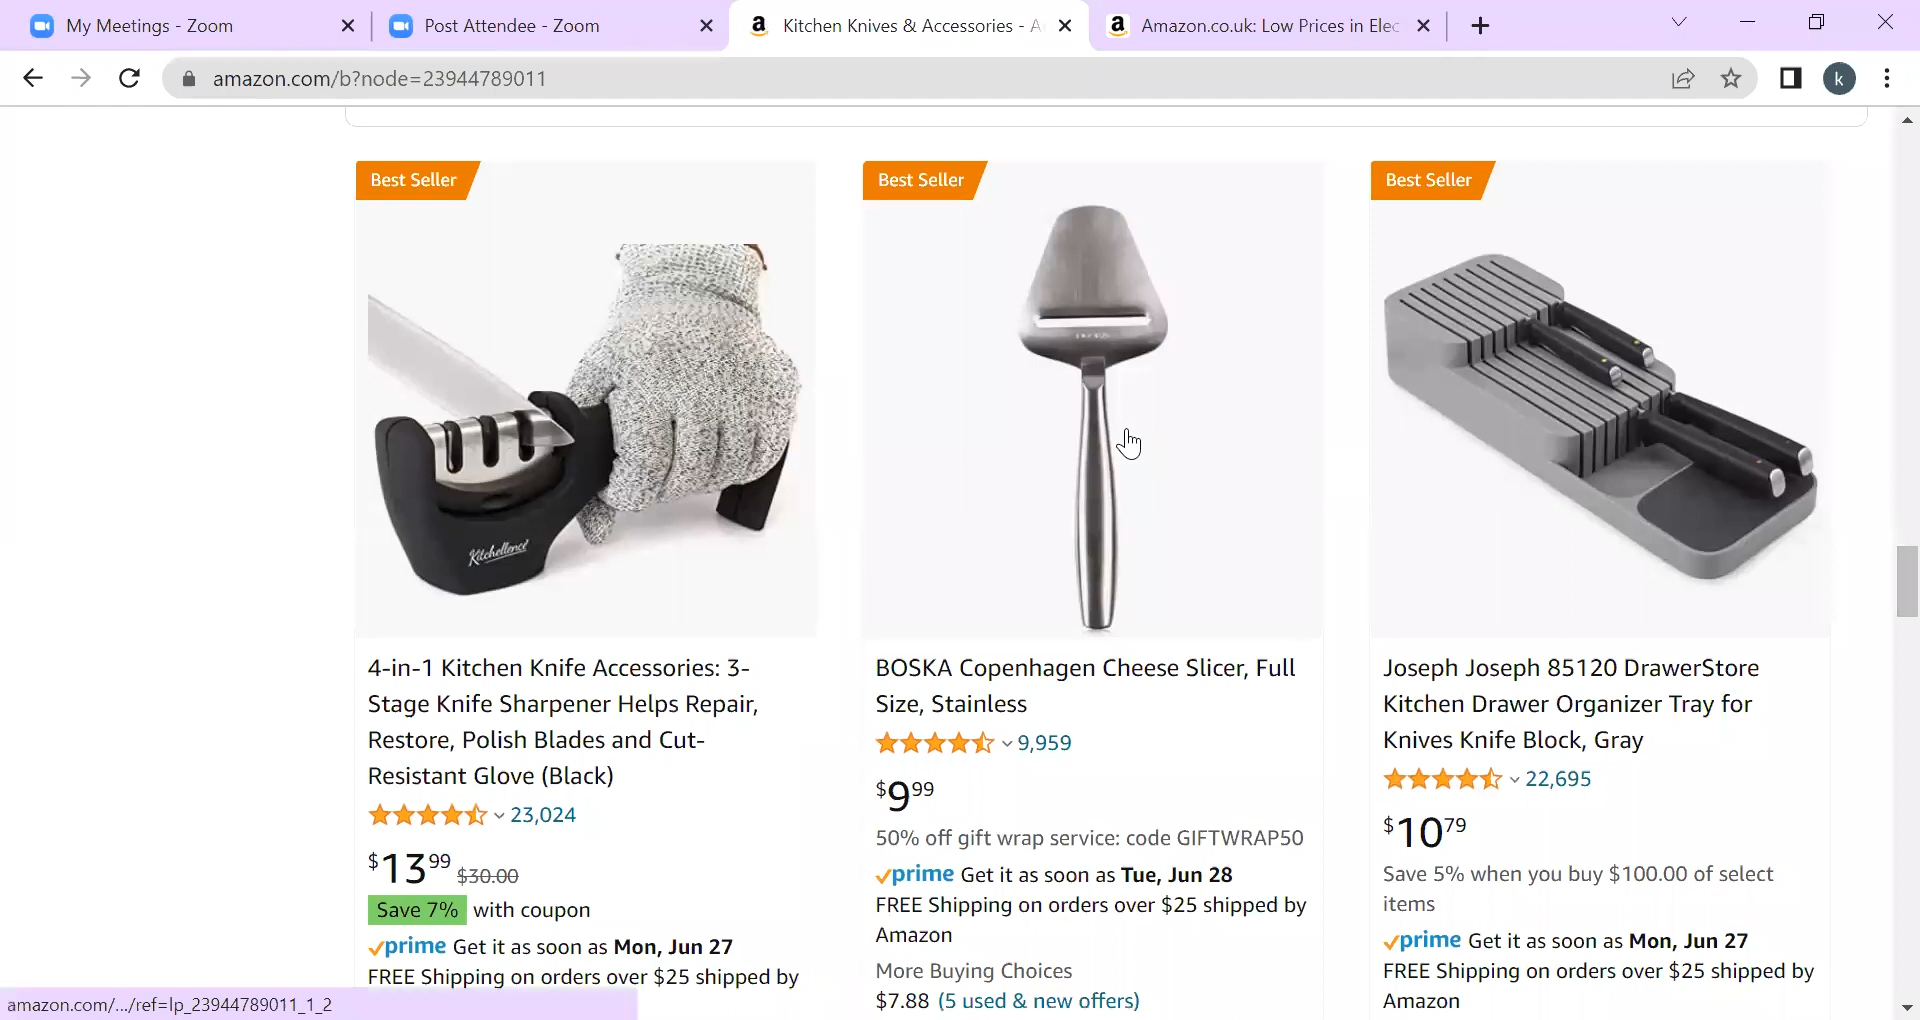 My Meetings - Zoom
Post Attendee - Zoom
Kitchen Knives & Accessories - A
Amazon.co.uk: Low Prices in Elec
amazon.com/b?node=23944789011
k
Best Seller
Best Seller
Best Seller
Kitchellence
4-in-1 Kitchen Knife Accessories: 3-
Stage Knife Sharpener Helps Repair,
Restore, Polish Blades and Cut-
Resistant Glove (Black)
23,024
$13.99 $30.00
Save 7% with coupon
prime Get it as soon as Mon, Jun 27
FREE Shipping on orders over $25 shipped by
BOSKA Copenhagen Cheese Slicer, Full
Size, Stainless
9,959
$9.99
50% off gift wrap service: code GIFTWRAP50
prime Get it as soon as Tue, Jun 28
FREE Shipping on orders over $25 shipped by
Amazon
More Buying Choices
$7.88 (5 used & new offers)
Joseph Joseph 85120 DrawerStore
Kitchen Drawer Organizer Tray for
Knives Knife Block, Gray
22,695
$10.79
Save 5% when you buy $100.00 of select
items
prime Get it as soon as Mon, Jun 27
FREE Shipping on orders over $25 shipped by
Amazon
amazon.com/.../ref=lp_23944789011_1_2